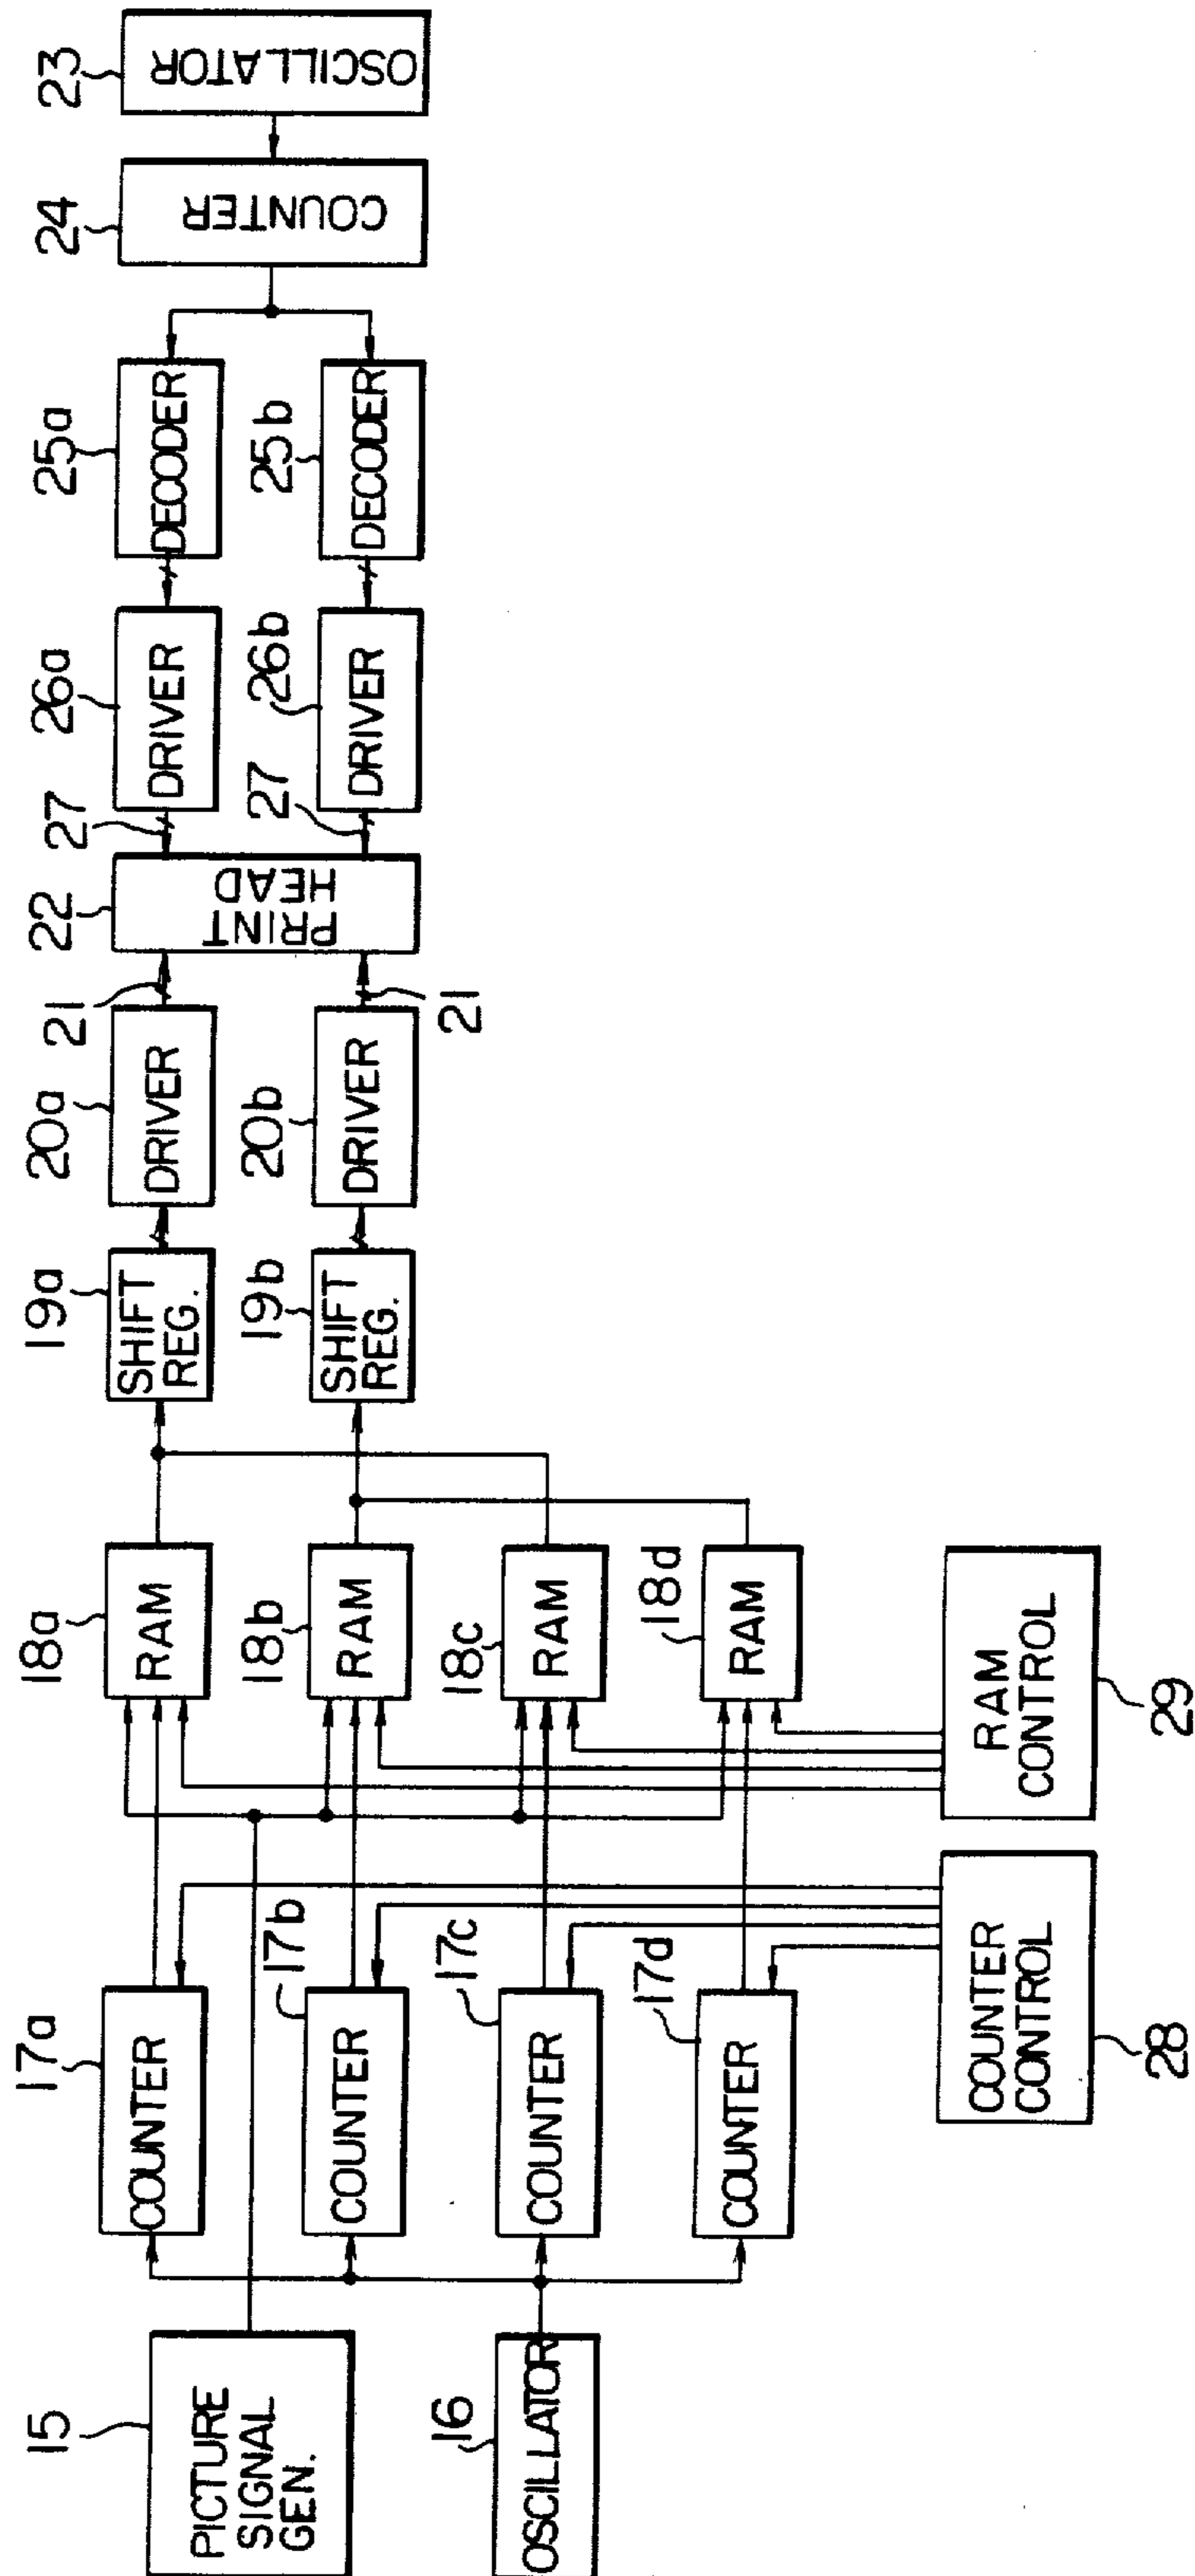 15
PICTURE
SIGNAL
GEN.
16
OSCILLATOR
17a
COUNTER
17b
COUNTER
17c
COUNTER
17d
COUNTER
COUNTER
CONTROL
28
18a
RAM
18b
RAM
18c
RAM
18d
RAM
RAM
CONTROL
29
19a
SHIFT
REG.
19b
SHIFT
REG.
20a
DRIVER
20b
DRIVER
21
21
22
PRINT
HEAD
27
27
26a
DRIVER
26b
DRIVER
25a
DECODER
25b
DECODER
24
COUNTER
23
OSCILLATOR